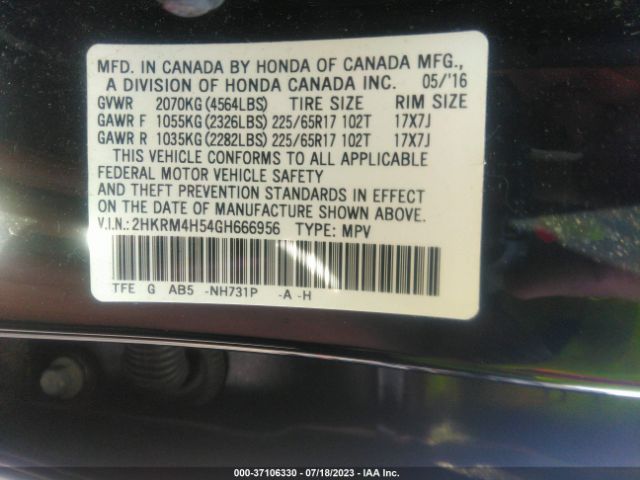 MFD. IN CANADA BY HONDA OF CANADA MFG.,
A DIVISION OF HONDA CANADA INC. 05/'16
GVWR 2070KG (4564LBS) TIRE SIZE RIM SIZE
GAWR F 1055KG (2326LBS) 225/65R17 102T 17X7J
GAWR R 1035KG (2282LBS) 225/65R17 102T 17X7J
THIS VEHICLE CONFORMS TO ALL APPLICABLE
FEDERAL MOTOR VEHICLE SAFETY
AND THEFT PREVENTION STANDARDS IN EFFECT
ON THE DATE OF MANUFACTURE SHOWN ABOVE.
V.I.N.: 2HKRM4H54GH666956 TYPE: MPV
TFE G AB5 -NH731P -A -H
000-37106330 - 07/18/2023 - IAA Inc.